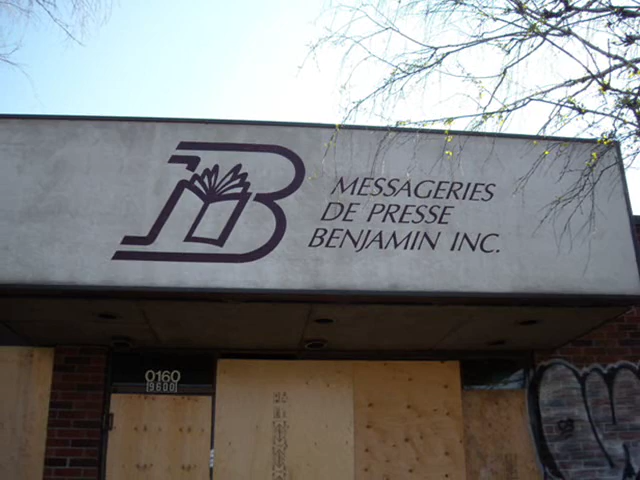 MESSAGERIES
DE PRESSE
BENJAMIN INC.
0160
[9600]